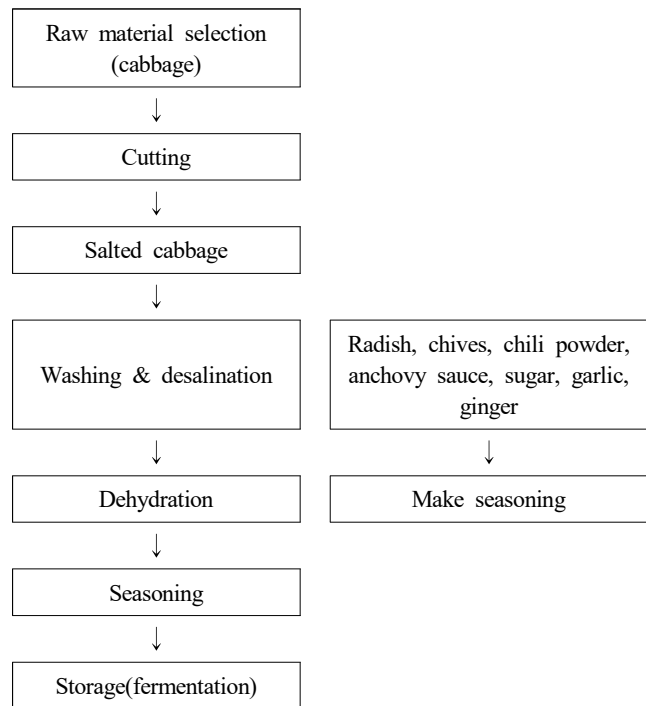 Raw material selection
(cabbage)
↓
Cutting
↓
Salted cabbage
↓
Washing & desalination
Radish, chives, chili powder,
anchovy sauce, sugar, garlic,
ginger
↓
↓
Dehydration
Make seasoning
↓
Seasoning
↓
Storage(fermentation)